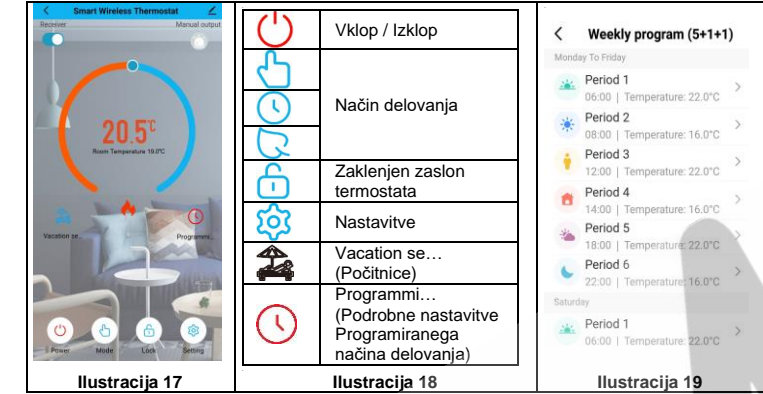 Smart Wireless Thermostat
Receiver
Manual output
20.5°C
Room Temperature 19.0°C
Vacation se...
Programmi...
Power
Mode
Lock
Setting
Ilustracija 17
Vklop / Izklop
Način delovanja
Zaklenjen zaslon
termostata
Nastavitve
Vacation se…
(Počitnice)
Programmi…
(Podrobne nastavitve
Programiranega
načina delovanja)
Ilustracija 18
Weekly program (5+1+1)
Monday To Friday
Period 1
06:00 | Temperature: 22.0°C
Period 2
08:00 | Temperature: 16.0°C
Period 3
12:00 | Temperature: 22.0°C
Period 4
14:00 | Temperature: 16.0°C
Period 5
18:00 | Temperature: 22.0°C
Period 6
22:00 | Temperature: 16.0°C
Saturday
Period 1
06:00 | Temperature: 22.0°C
Ilustracija 19